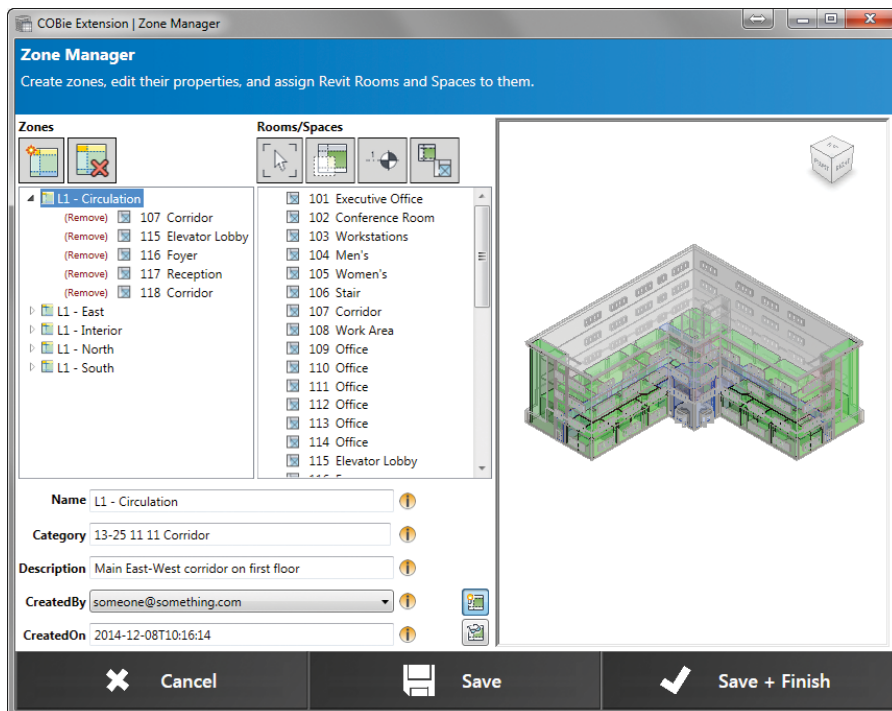 COBie Extension | Zone Manager
Zone Manager
Create zones, edit their properties, and assign Revit Rooms and Spaces to them.
Zones
Rooms/Spaces
L1 - Circulation
(Remove) 107 Corridor
(Remove) 115 Elevator Lobby
(Remove) 116 Foyer
(Remove) 117 Reception
(Remove) 118 Corridor
L1 - East
L1 - Interior
L1 - North
L1 - South
101 Executive Office
102 Conference Room
103 Workstations
104 Men's
105 Women's
106 Stair
107 Corridor
108 Work Area
109 Office
110 Office
111 Office
112 Office
113 Office
114 Office
115 Elevator Lobby
Name L1 - Circulation
Category 13-25 11 11 Corridor
Description Main East-West corridor on first floor
CreatedBy someone@something.com
CreatedOn 2014-12-08T10:16:14
Cancel
Save
Save + Finish